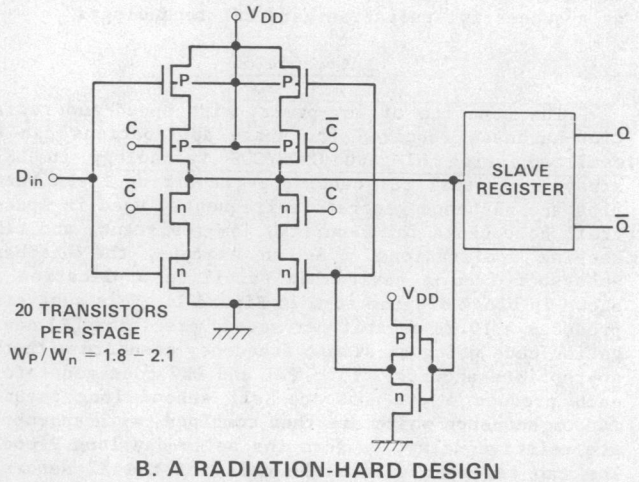 V_DD
P
P
C
P
P
C̅
D_in
C̅
n
n
C
n
n
SLAVE
REGISTER
Q
Q̅
20 TRANSISTORS
PER STAGE
W_P/W_n = 1.8 – 2.1
V_DD
P
n
B. A RADIATION-HARD DESIGN